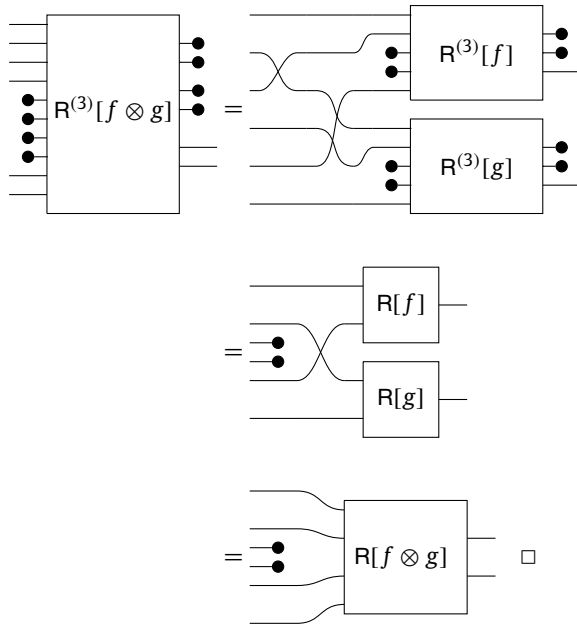 R⁽³⁾[f ⊗ g] = R⁽³⁾[f]
R⁽³⁾[g]
= R[f]
R[g]
= R[f ⊗ g] □